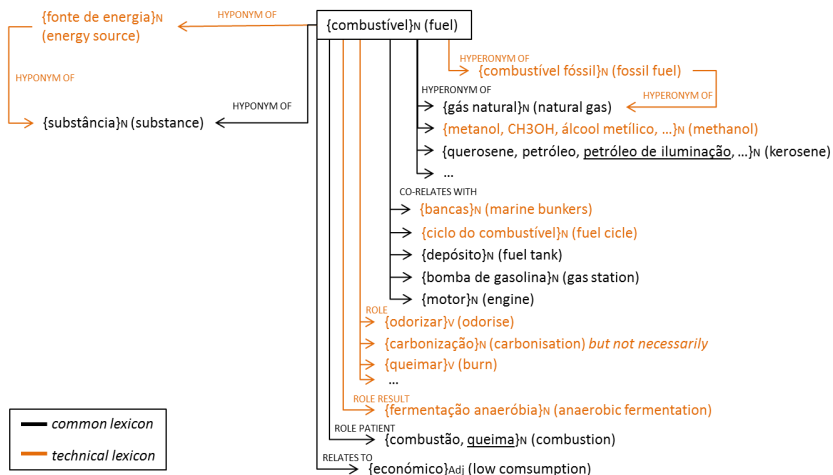 {fonte de energia}N
(energy source)
HYPONYM OF
{combustível}N (fuel)
HYPONYM OF
HYPONYM OF
{substância}N (substance)
HYPERONYM OF
{combustível fóssil}N (fossil fuel)
HYPERONYM OF
HYPERONYM OF
{gás natural}N (natural gas)
{metanol, CH3OH, álcool metílico, ...}N (methanol)
{querosene, petróleo, petróleo de iluminação, ...}N (kerosene)
...
CO-RELATES WITH
{bancas}N (marine bunkers)
{ciclo do combustível}N (fuel cicle)
{depósito}N (fuel tank)
{bomba de gasolina}N (gas station)
{motor}N (engine)
ROLE
{odorizar}V (odorise)
{carbonização}N (carbonisation) but not necessarily
{queimar}V (burn)
...
ROLE RESULT
{fermentação anaeróbia}N (anaerobic fermentation)
ROLE PATIENT
{combustão, queima}N (combustion)
RELATES TO
{económico}Adj (low comsumption)
common lexicon
technical lexicon